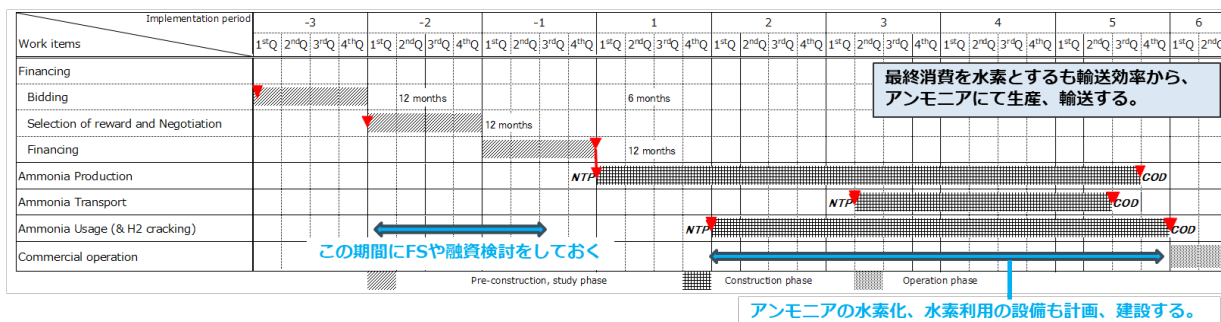 Implementation period
-3 -2 -1 1 2 3 4 5 6
Work items
1stQ 2ndQ 3rdQ 4thQ 1stQ 2ndQ 3rdQ 4thQ 1stQ 2ndQ 3rdQ 4thQ 1stQ 2ndQ 3rdQ 4thQ 1stQ 2ndQ 3rdQ 4thQ 1stQ 2ndQ 3rdQ 4thQ 1stQ 2ndQ 3rdQ 4thQ 1stQ 2ndQ 3rdQ 4thQ 1stQ 2ndQ
Financing
最終消費を水素とするも輸送効率から、
アンモニアにて生産、輸送する。
Bidding 12 months 6 months
Selection of reward and Negotiation 12 months
Financing 12 months
Ammonia Production NTP COD
Ammonia Transport NTP COD
Ammonia Usage (& H2 cracking) NTP COD
この期間にFSや融資検討をしておく
Commercial operation
Pre-construction, study phase Construction phase Operation phase
アンモニアの水素化、水素利用の設備も計画、建設する。